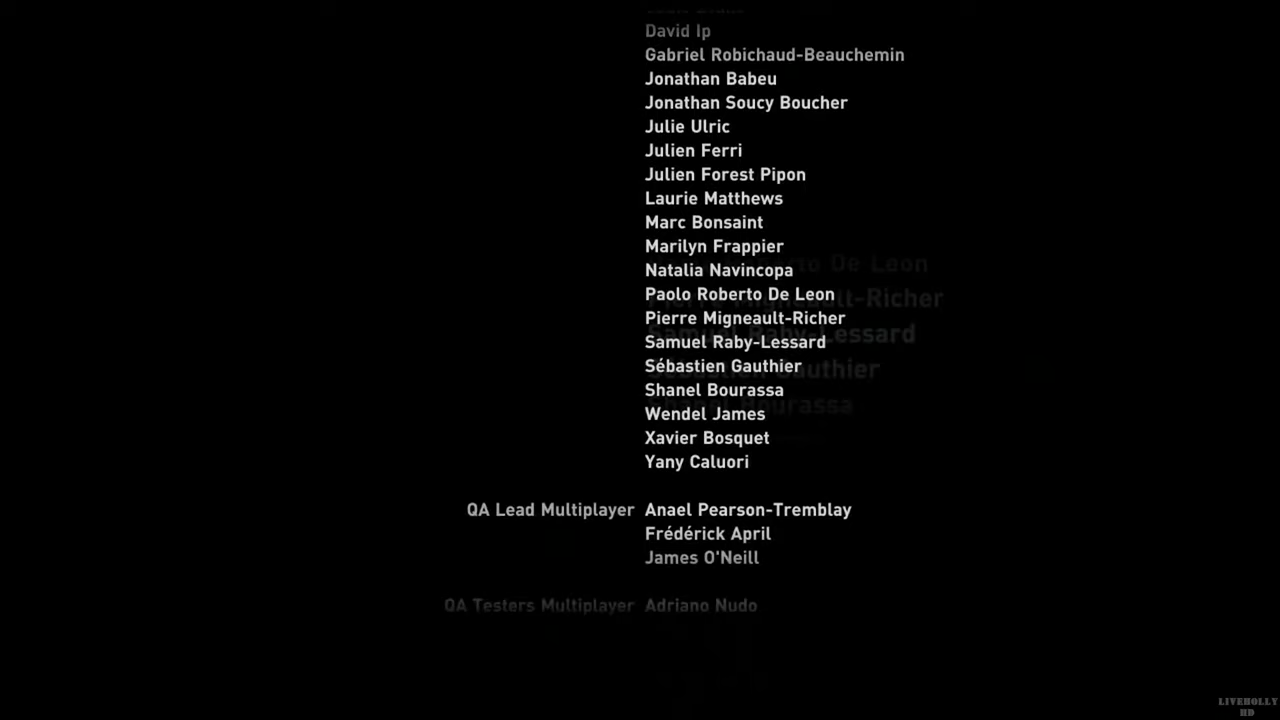 David Ip
Gabriel Robichaud-Beauchemin
Jonathan Babeu
Jonathan Soucy Boucher
Julie Ulric
Julien Ferri
Julien Forest Pipon
Laurie Matthews
Marc Bonsaint
Marilyn Frappier
Natalia Navincopa
Paolo Roberto De Leon
Pierre Migneault-Richer
Samuel Raby-Lessard
Sébastien Gauthier
Shanel Bourassa
Wendel James
Xavier Bosquet
Yany Caluori
QA Lead Multiplayer Anael Pearson-Tremblay
Frédérick April
James O'Neill
QA Testers Multiplayer Adriano Nudo
LIVEHOLLY
HD